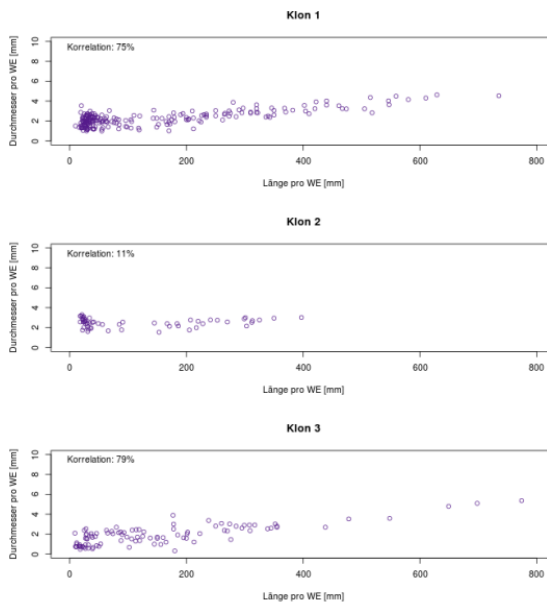 Klon 1
Korrelation: 75%
Durchmesser pro WE [mm]
0 2 4 6 8 10
0 200 400 600 800
Länge pro WE [mm]
Klon 2
Korrelation: 11%
Durchmesser pro WE [mm]
0 2 4 6 8 10
0 200 400 600 800
Länge pro WE [mm]
Klon 3
Korrelation: 79%
Durchmesser pro WE [mm]
0 2 4 6 8 10
0 200 400 600 800
Länge pro WE [mm]